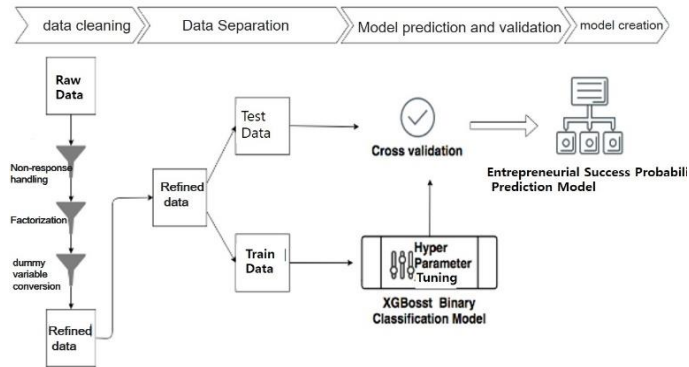 data cleaning
Data Separation
Model prediction and validation
model creation
Raw
Data
Non-response
handling
Factorization
dummy
variable
conversion
Refined
data
Refined
data
Test
Data
Train
Data
Cross validation
Hyper
Parameter
Tuning
XGBosst Binary
Classification Model
Entrepreneurial Success Probabili
Prediction Model